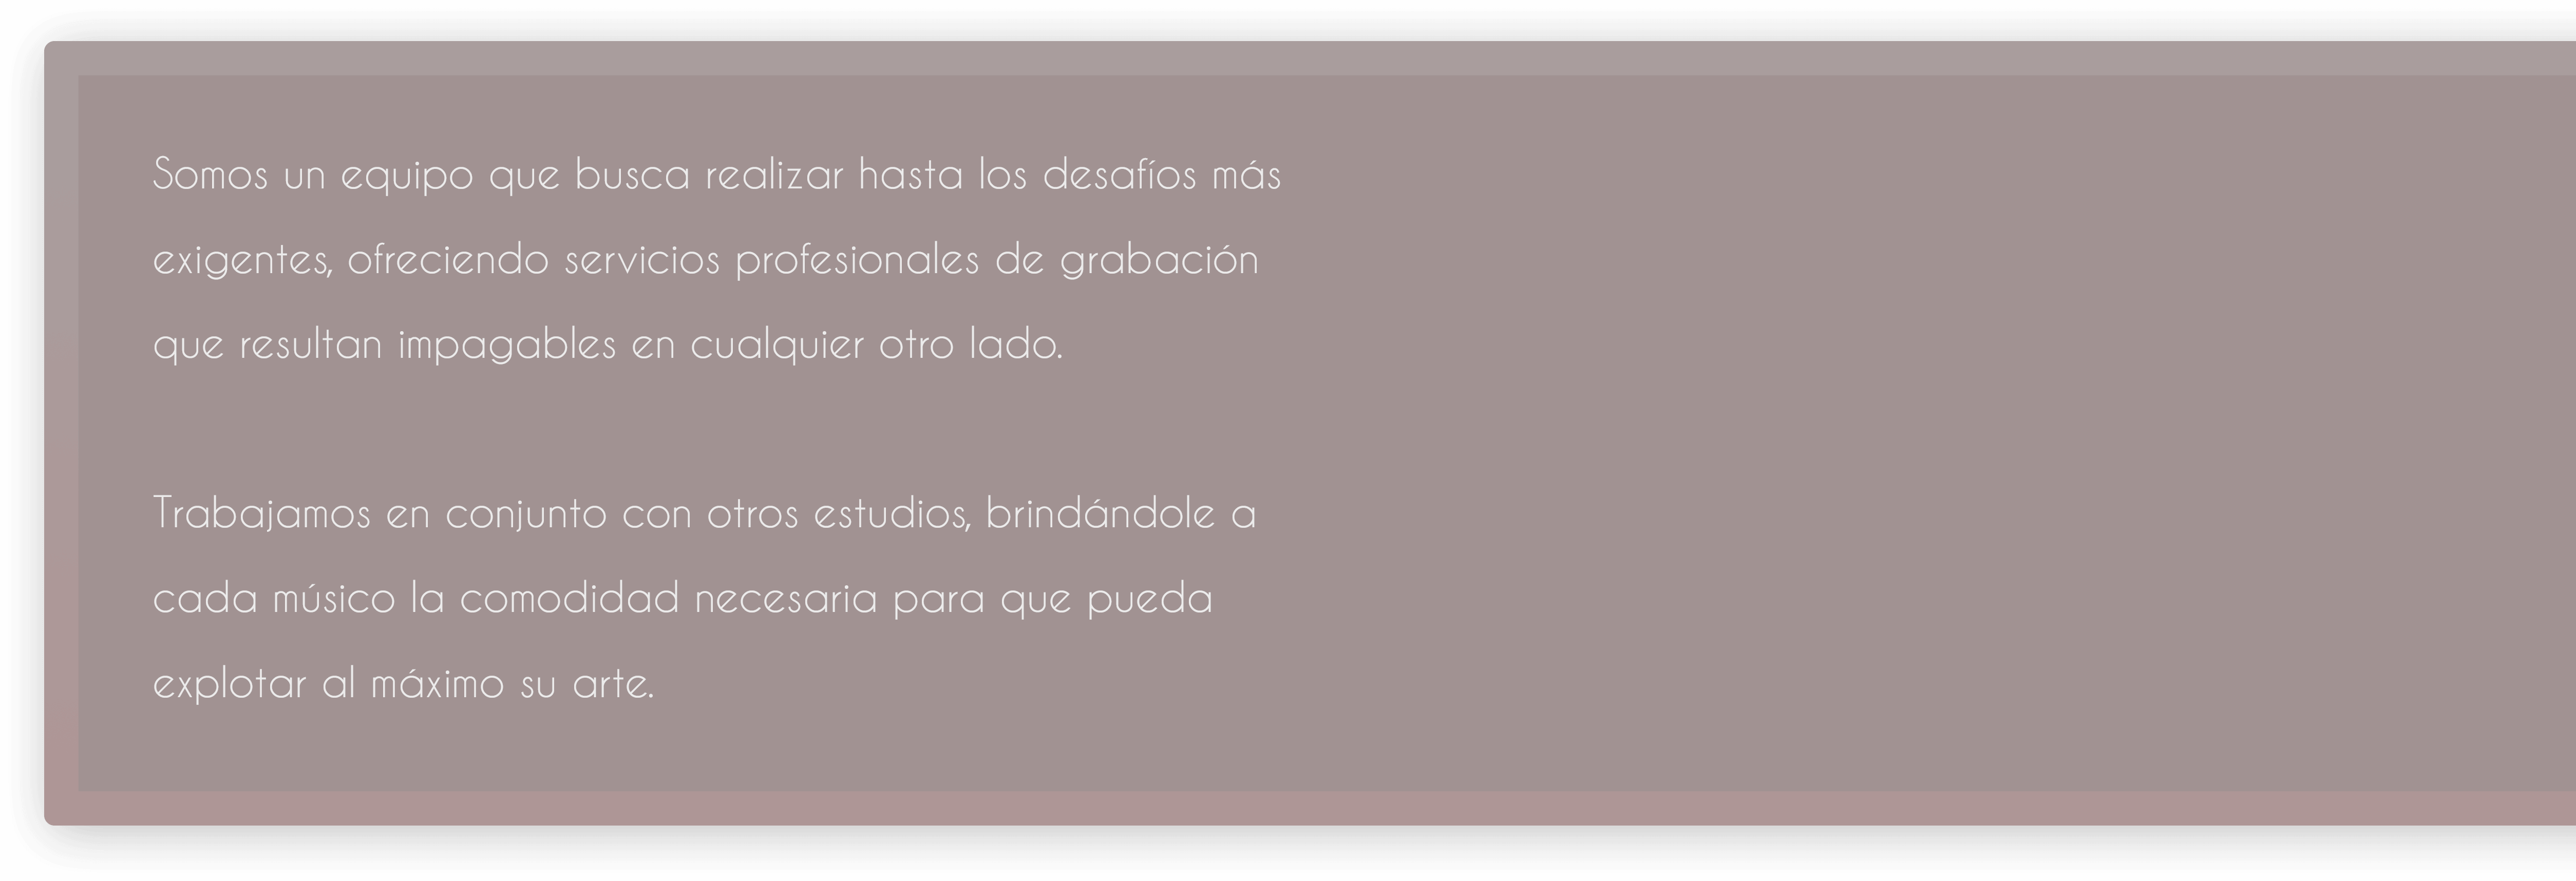 Somos un equipo que busca realizar hasta los desafíos más
exigentes, ofreciendo servicios profesionales de grabación
que resultan impagables en cualquier otro lado.
Trabajamos en conjunto con otros estudios, brindándole a
cada músico la comodidad necesaria para que pueda
explotar al máximo su arte.